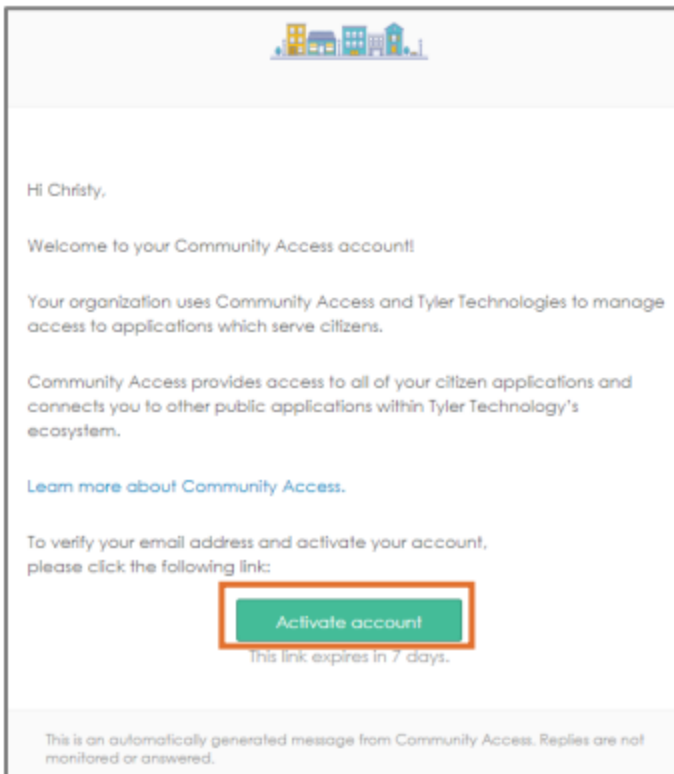 Hi Christy,
Welcome to your Community Access account!
Your organization uses Community Access and Tyler Technologies to manage
access to applications which serve citizens.
Community Access provides access to all of your citizen applications and
connects you to other public applications within Tyler Technology's
ecosystem.
Learn more about Community Access.
To verify your email address and activate your account,
please click the following link:
Activate account
This link expires in 7 days.
This is an automatically generated message from Community Access. Replies are not
monitored or answered.